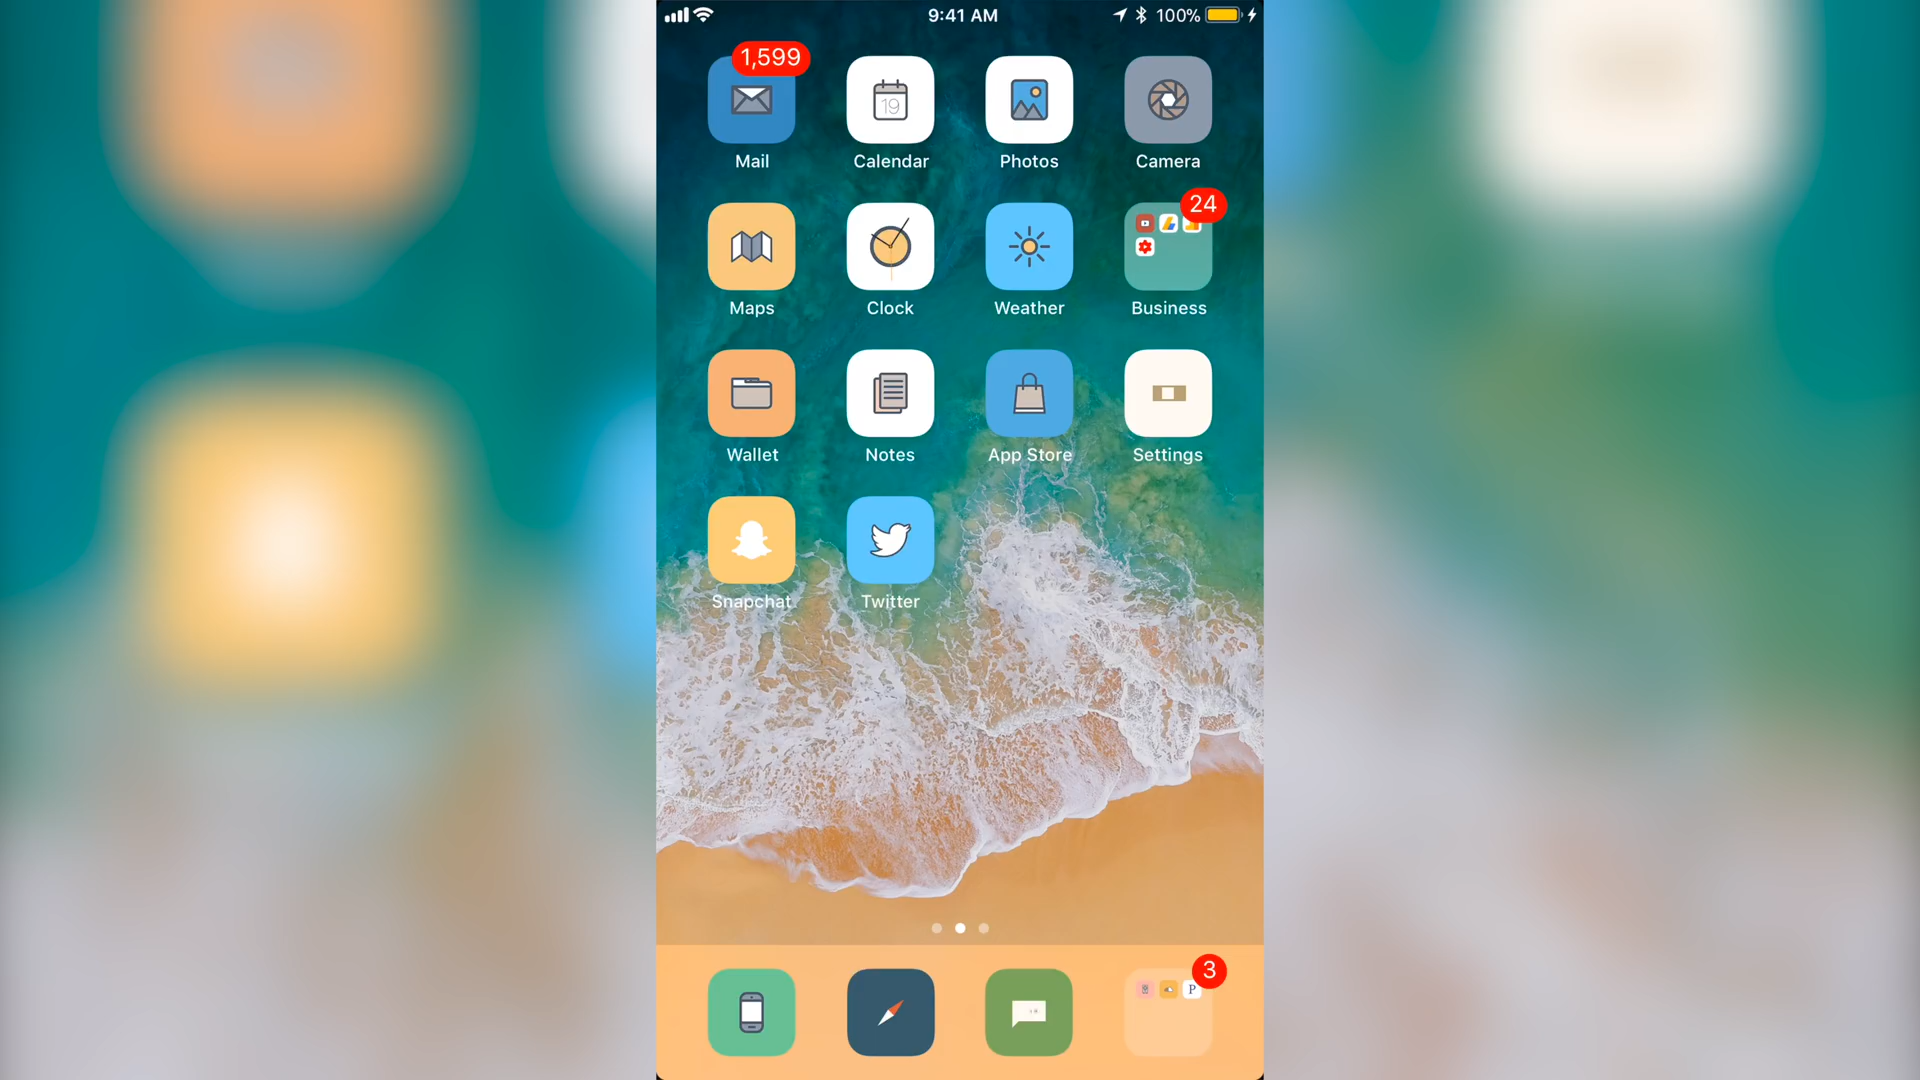 9:41 AM 100%
1,599
19
Mail Calendar Photos Camera
24
Maps Clock Weather Business
Wallet Notes App Store Settings
Snapchat Twitter
3
P